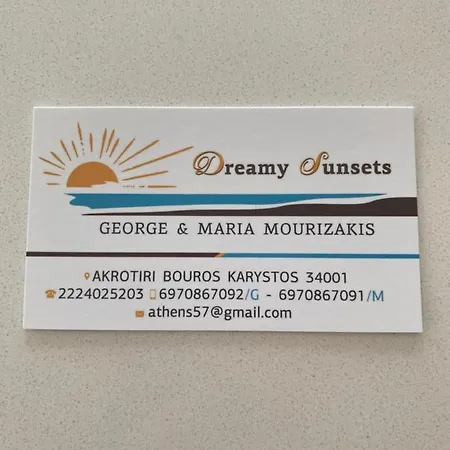 Dreamy Sunsets
GEORGE & MARIA MOURIZAKIS
AKROTIRI BOUROS KARYSTOS 34001
2224025203 6970867092/G - 6970867091/M
athens57@gmail.com